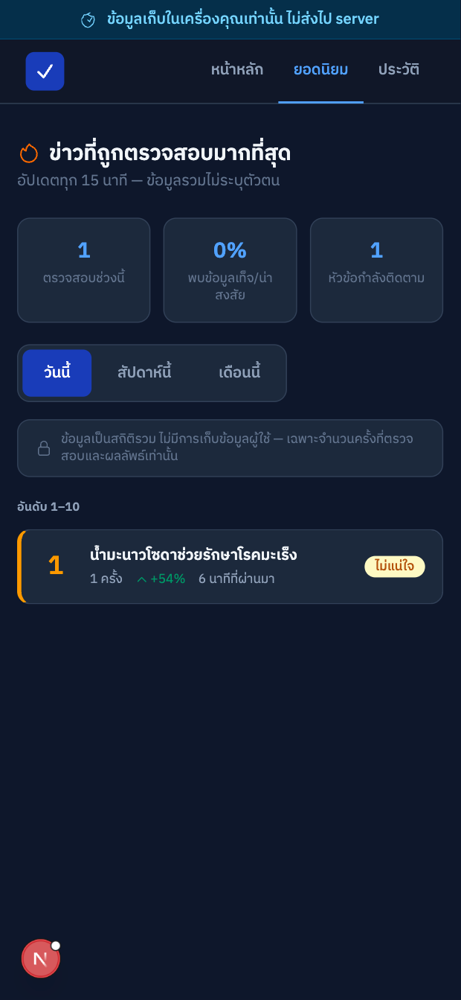 ข้อมูลเก็บในเครื่องคุณเท่านั้น ไม่ส่งไป server
หน้าหลัก ยอดนิยม ประวัติ
ข่าวที่ถูกตรวจสอบมากที่สุด
อัปเดตทุก 15 นาที — ข้อมูลรวมไม่ระบุตัวตน
1
ตรวจสอบช่วงนี้
0%
พบข้อมูลเท็จ/น่า
สงสัย
1
หัวข้อกำลังติดตาม
วันนี้ สัปดาห์นี้ เดือนนี้
ข้อมูลเป็นสถิติรวม ไม่มีการเก็บข้อมูลผู้ใช้ — เฉพาะจำนวนครั้งที่ตรวจ
สอบและผลลัพธ์เท่านั้น
อันดับ 1–10
1
น้ำมะนาวโซดาช่วยรักษาโรคมะเร็ง
1 ครั้ง +54% 6 นาทีที่ผ่านมา
ไม่แน่ใจ
N